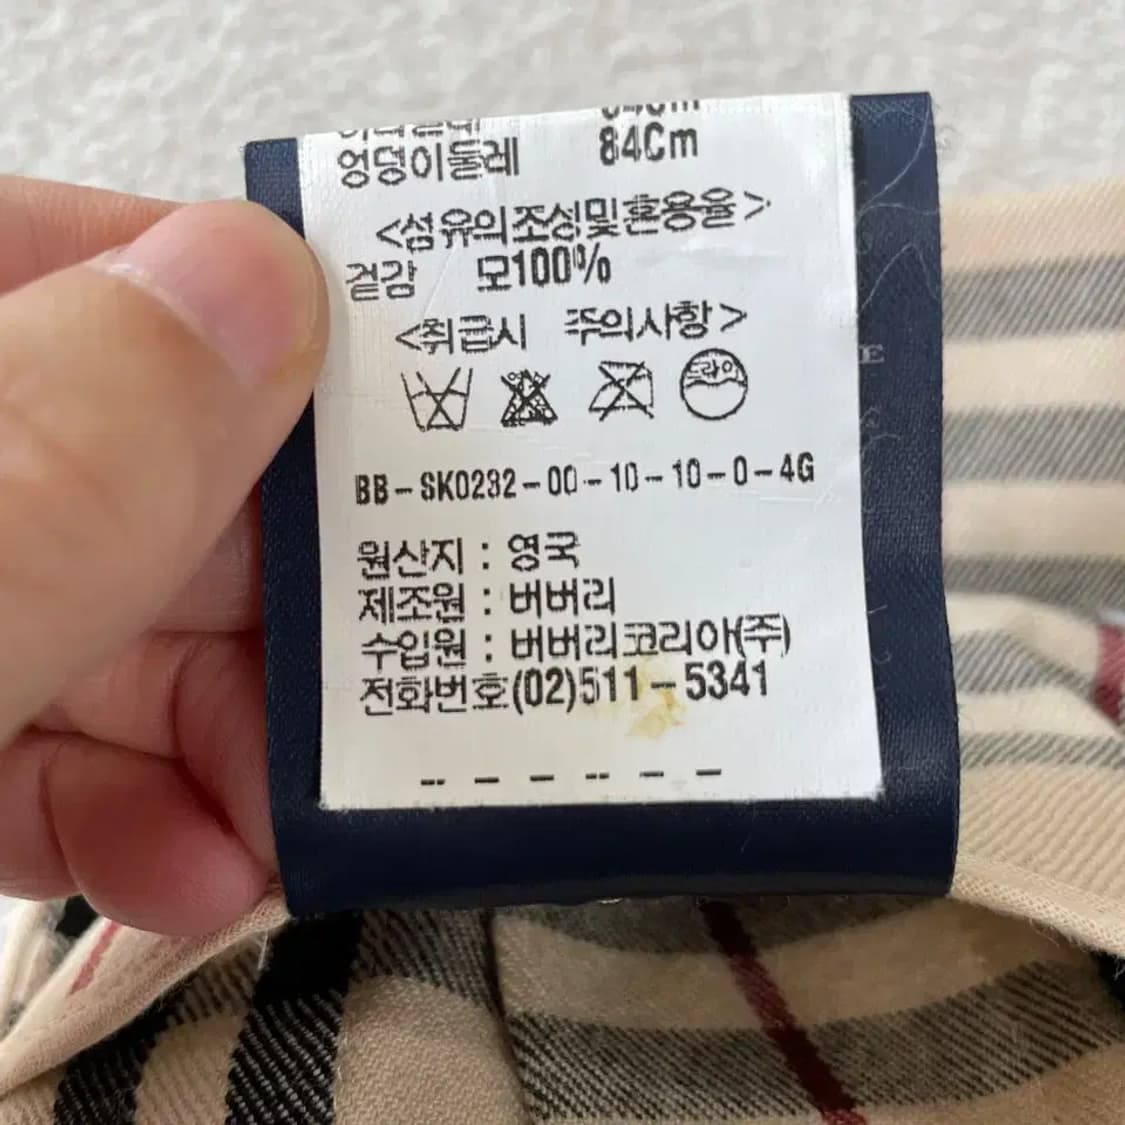 엉덩이둘레 84Cm
<섬유의조성및혼용율>
겉감 모100%
<취급시 주의사항>
드라이
BB-SK0232-00-10-10-0-4G
원산지 : 영국
제조원 : 버버리
수입원 : 버버리코리아(주)
전화번호(02)511-5341